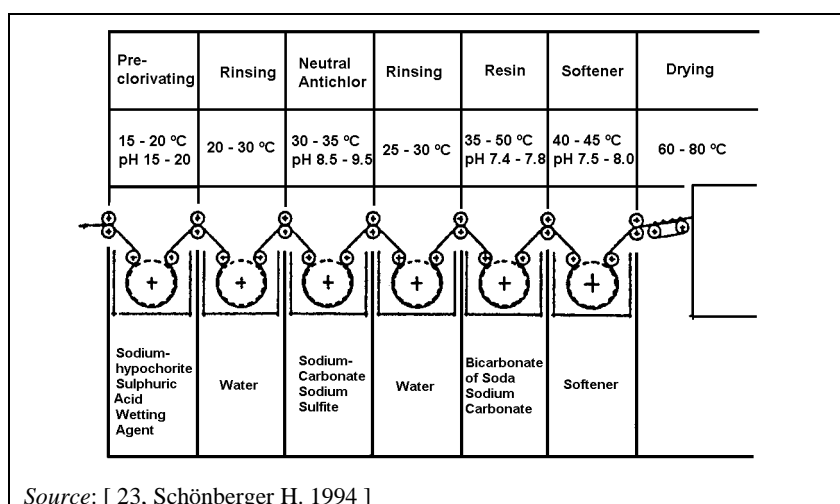 Pre-
clorivating
Rinsing
Neutral
Antichlor
Rinsing
Resin
Softener
Drying
15 - 20 ºC
pH 15 - 20
20 - 30 ºC
30 - 35 ºC
pH 8.5 - 9.5
25 - 30 ºC
35 - 50 ºC
pH 7.4 - 7.8
40 - 45 ºC
pH 7.5 - 8.0
60 - 80 ºC
Sodium-
hypochorite
Sulphuric
Acid
Wetting
Agent
Water
Sodium-
Carbonate
Sodium
Sulfite
Water
Bicarbonate
of Soda
Sodium
Carbonate
Softener
Source: [ 23, Schönberger H. 1994 ]